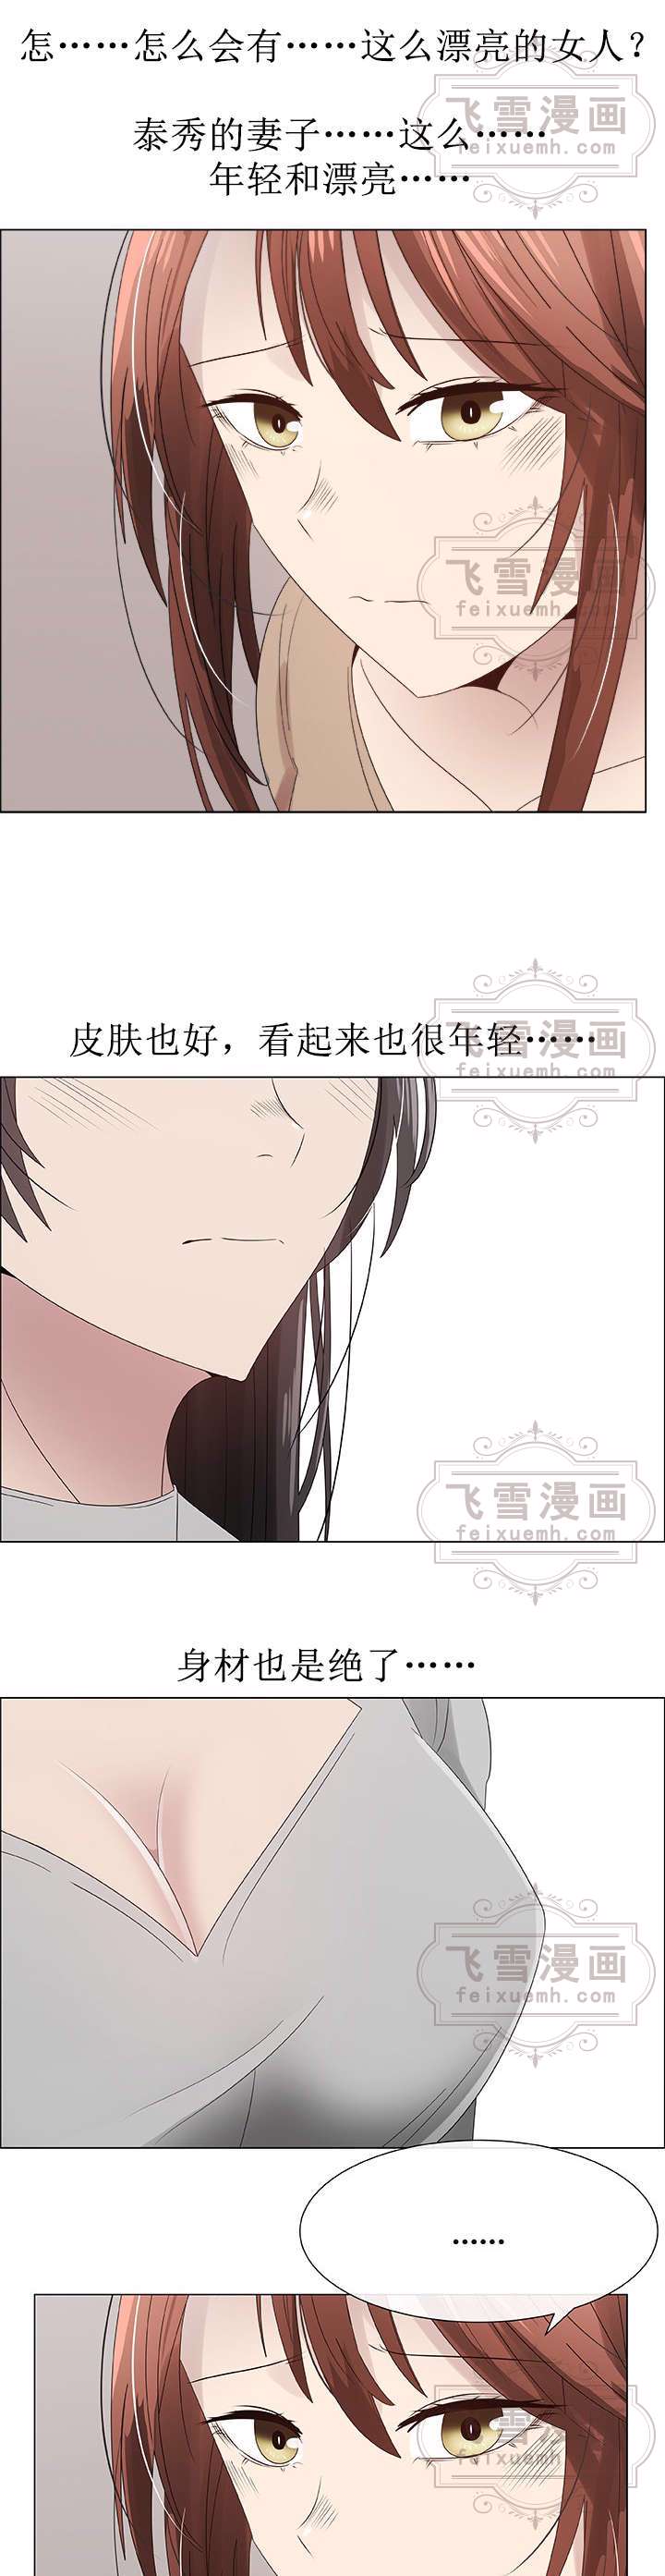 怎……怎么会有……这么漂亮的女人？
飞雪漫画
feixuemh.com
泰秀的妻子……这么……
年轻和漂亮……
飞雪漫画
feixuemh.com
皮肤也好，看起来也很年轻……
飞雪漫画
feixuemh.com
飞雪漫画
feixuemh.com
身材也是绝了……
飞雪漫画
feixuemh.com
……
飞雪漫画
feixuemh.com